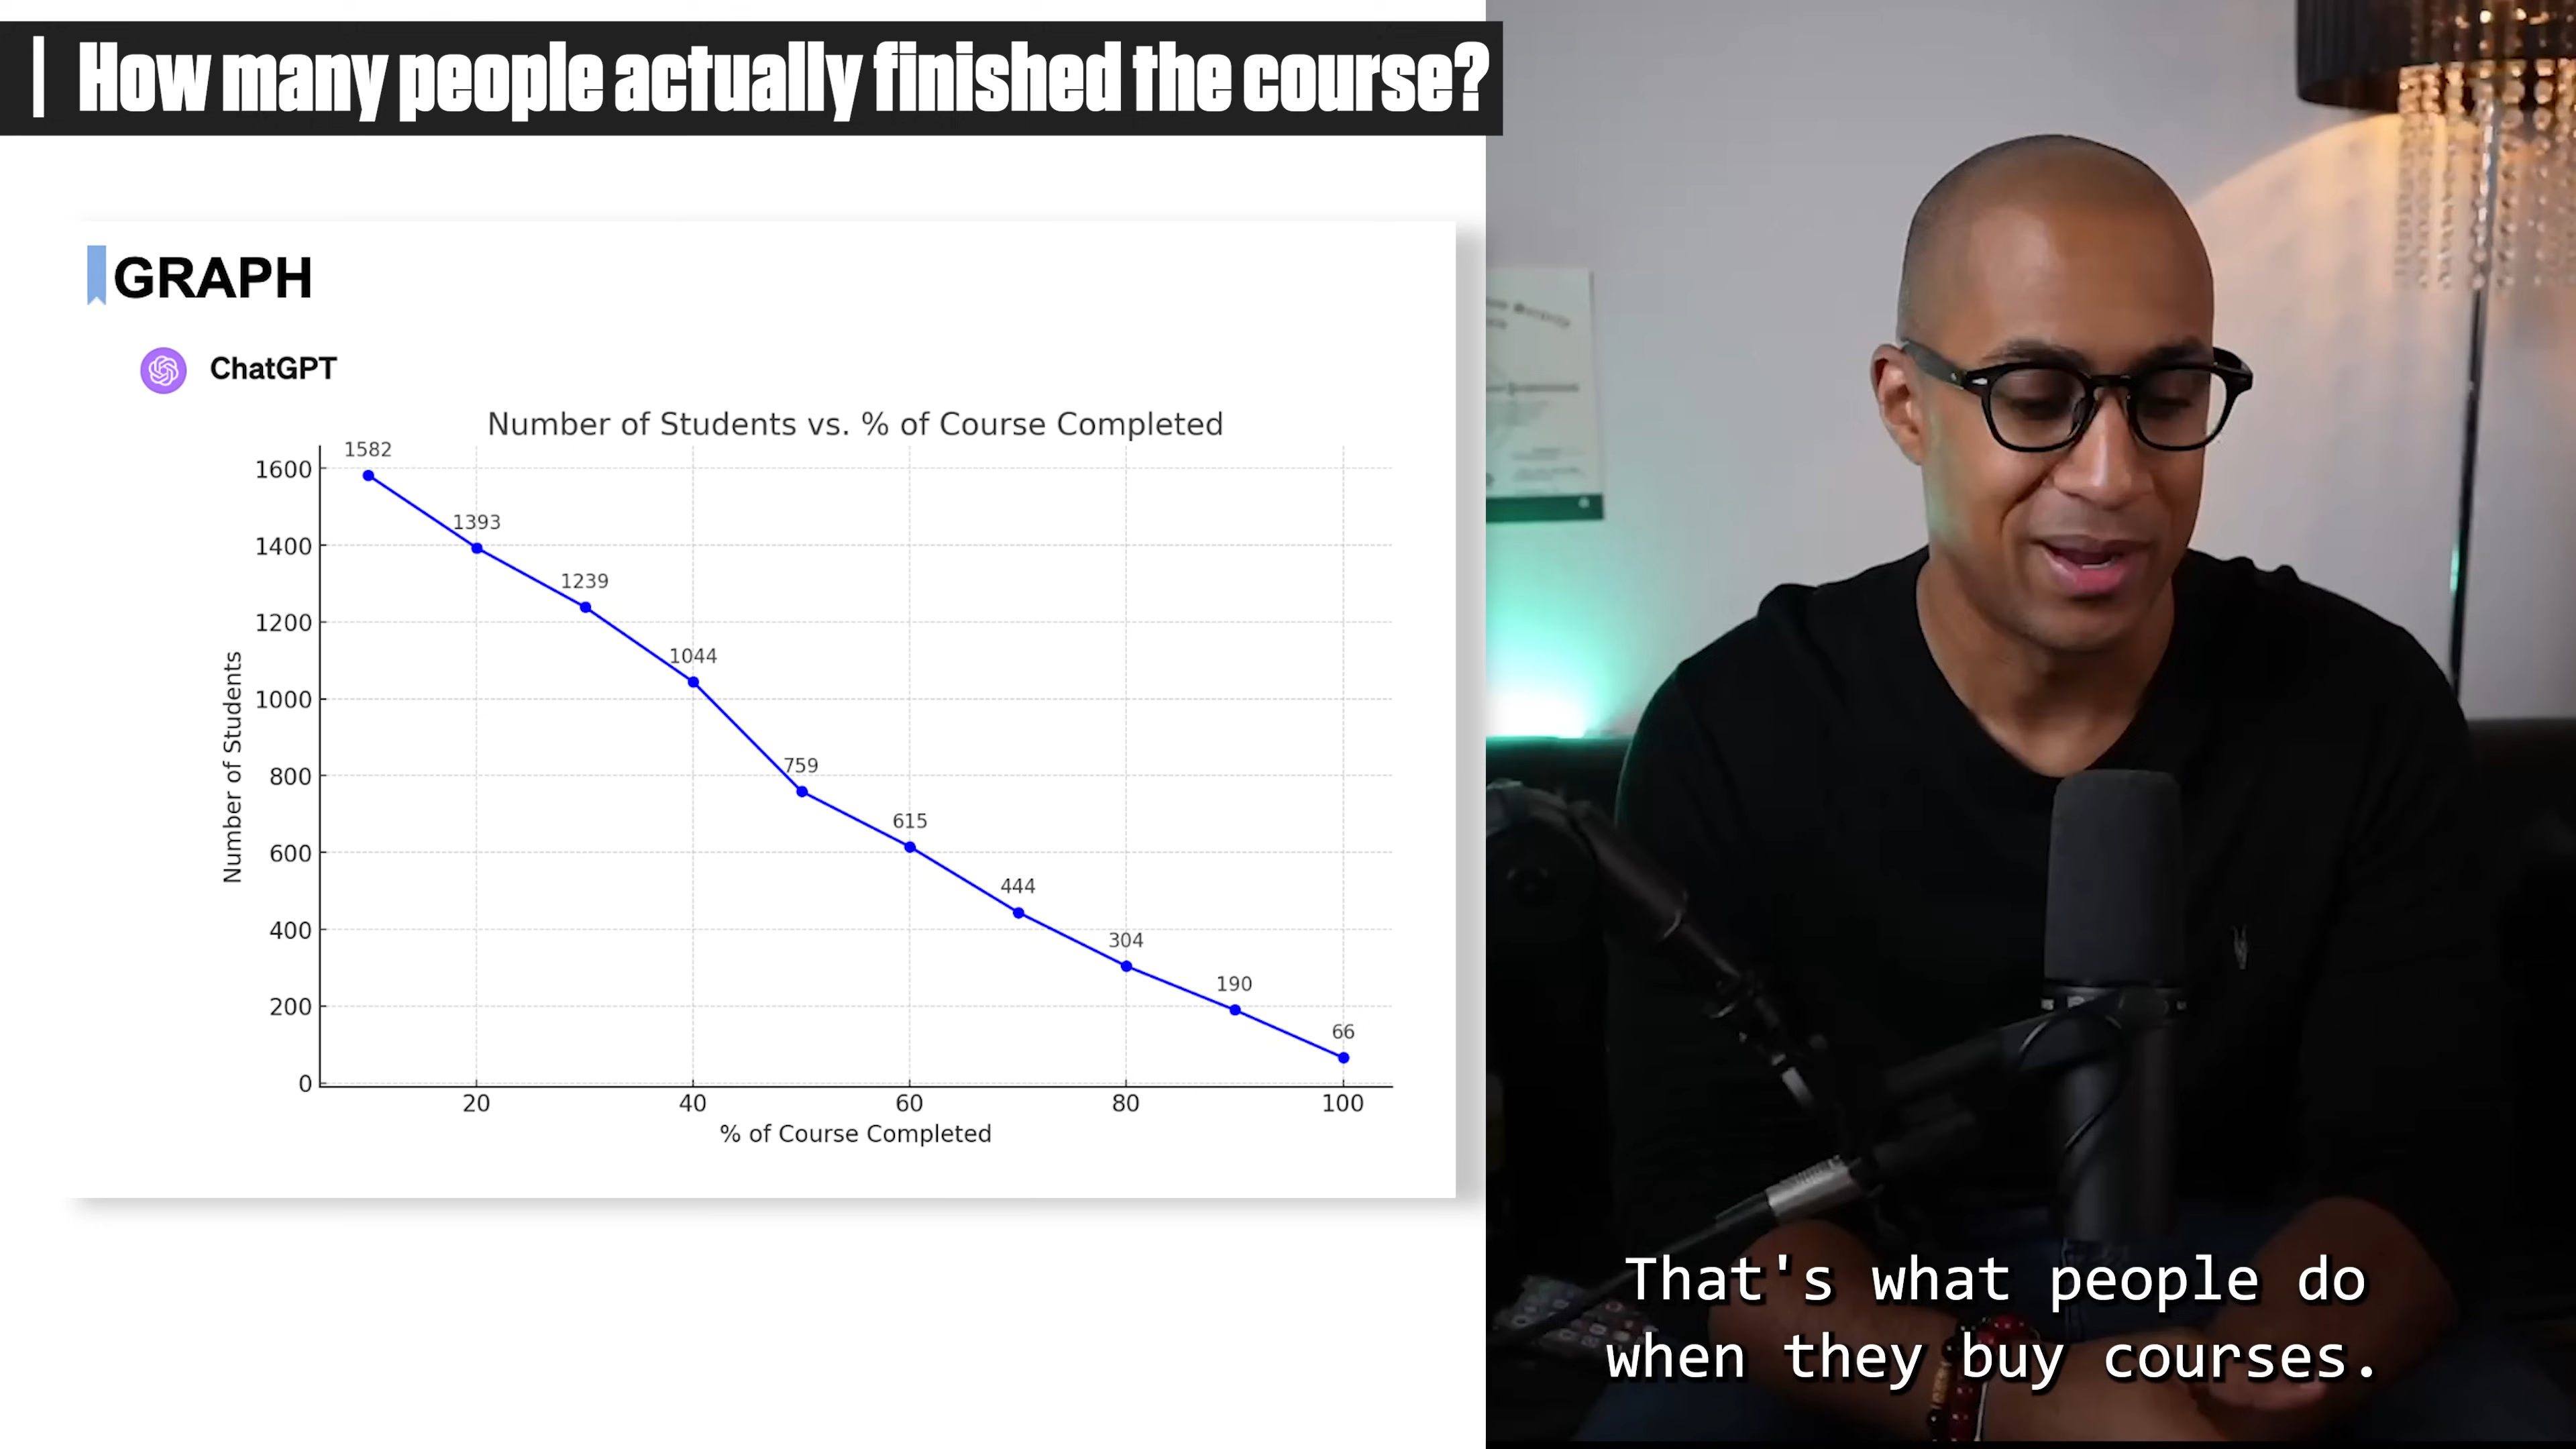 | How many people actually finished the course?
GRAPH
ChatGPT
Number of Students vs. % of Course Completed
1582
1393
1239
1044
759
615
444
304
190
66
Number of Students
1600
1400
1200
1000
800
600
400
200
0
20 40 60 80 100
% of Course Completed
That's what people do
when they buy courses.